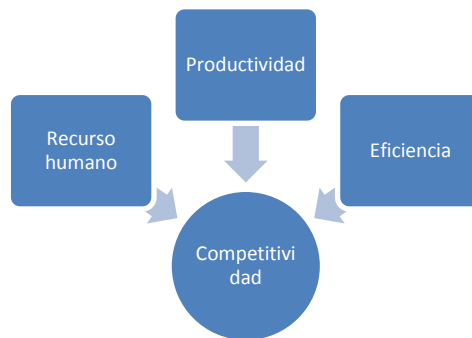 Productividad
Recurso
humano
Eficiencia
Competitivi
dad